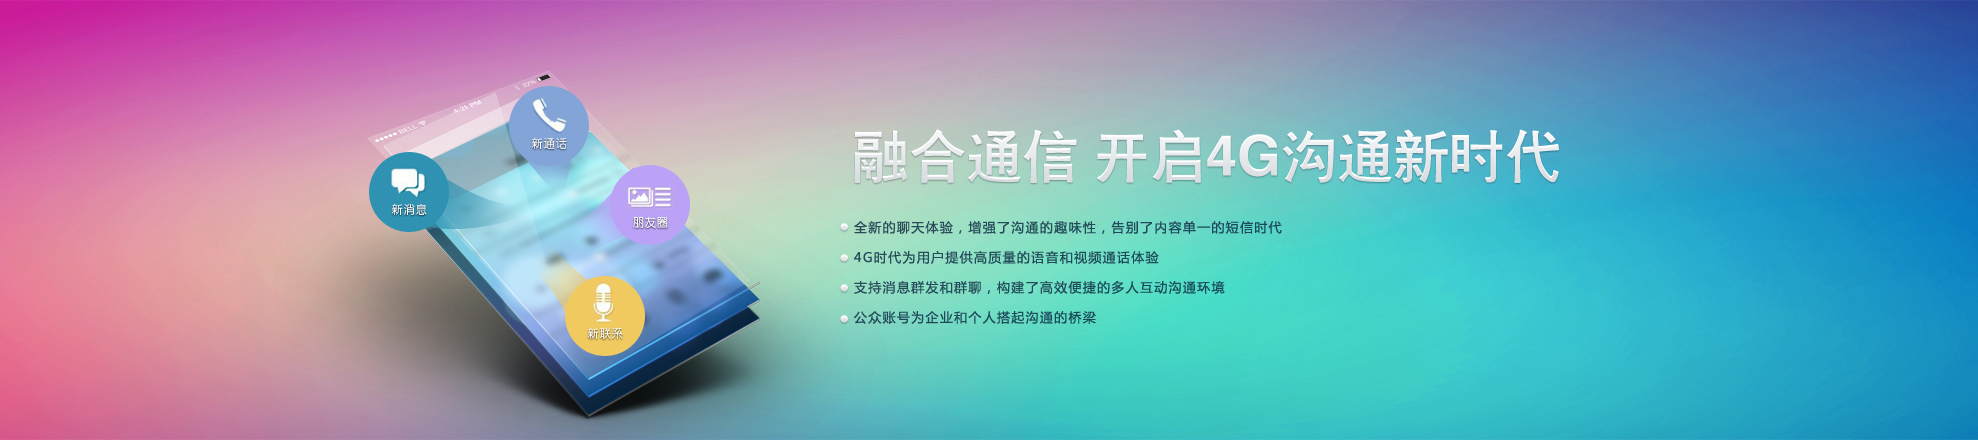 ●●●●● BELL
4:21 PM
22%
新通话
新消息
朋友圈
新联系
融合通信 开启4G沟通新时代
全新的聊天体验，增强了沟通的趣味性，告别了内容单一的短信时代
4G时代为用户提供高质量的语音和视频通话体验
支持消息群发和群聊，构建了高效便捷的多人互动沟通环境
公众账号为企业和个人搭起沟通的桥梁